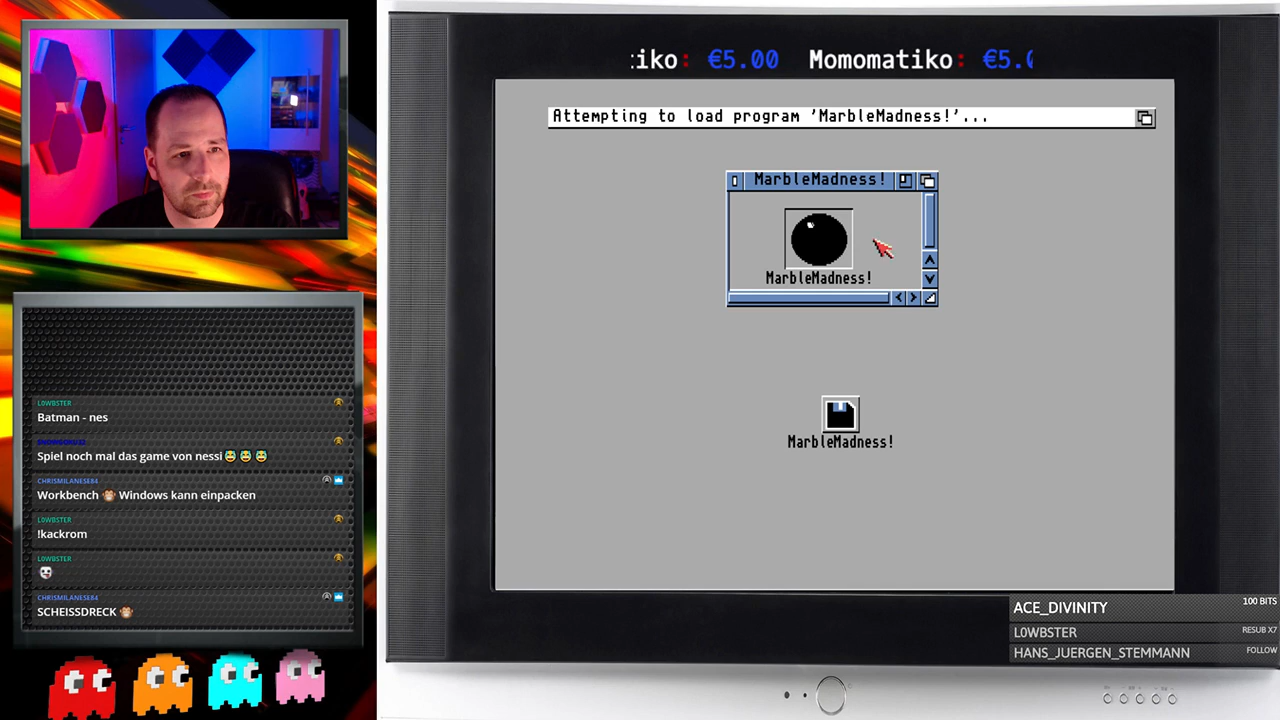 :iko: €5.00 Momomatiko: €5.0
Attempting to load program 'MarbleMadness!'...
MarbleMadness!
MarbleMadness!
MarbleMadness!
L0WBSTER
Batman - nes
Spiel noch mal das game von nessi
CHRISMILANESE84
Workbench Windows kann einpacken
L0WBSTER
!kackrom
L0WBSTER
CHRISMILANESE84
SCHEISSDRECK
ACE_DIVINITY 100 BITS
L0WBSTER RESUB X7
HANS_JUERGEN_STEMMANN FOLLOW